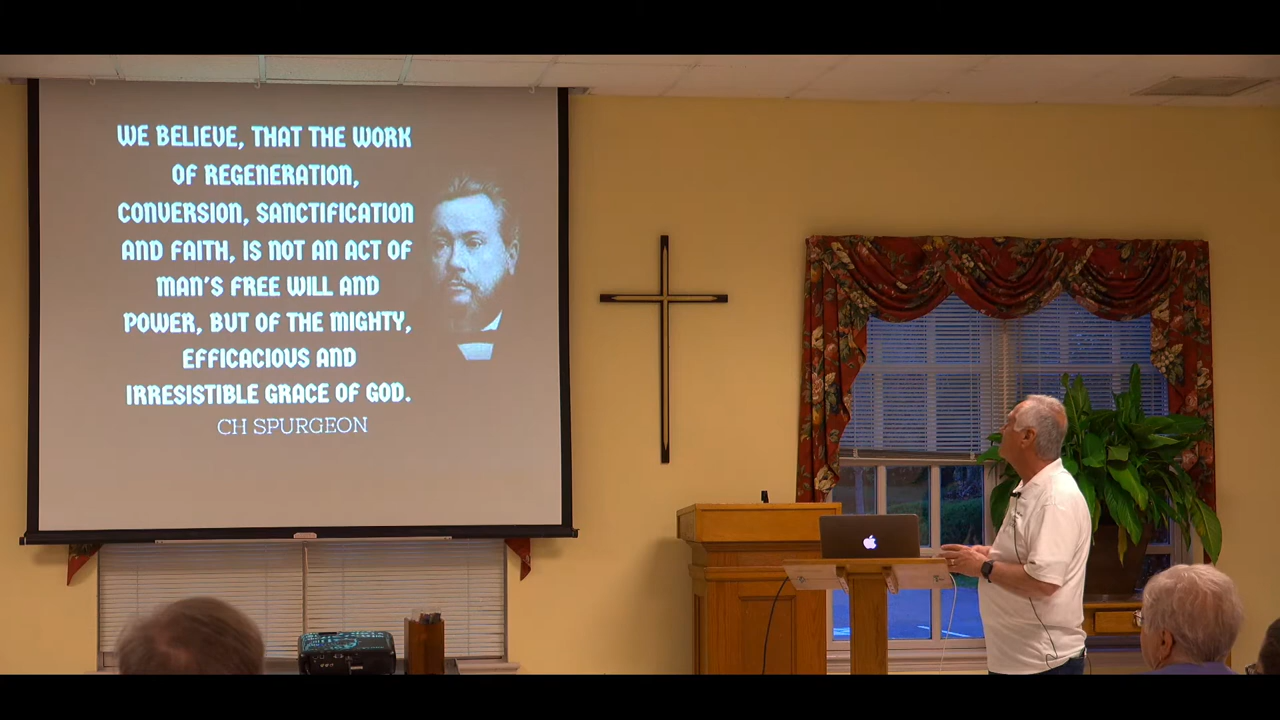 WE BELIEVE, THAT THE WORK
OF REGENERATION,
CONVERSION, SANCTIFICATION
AND FAITH, IS NOT AN ACT OF
MAN'S FREE WILL AND
POWER, BUT OF THE MIGHTY,
EFFICACIOUS AND
IRRESISTIBLE GRACE OF GOD.
CH SPURGEON